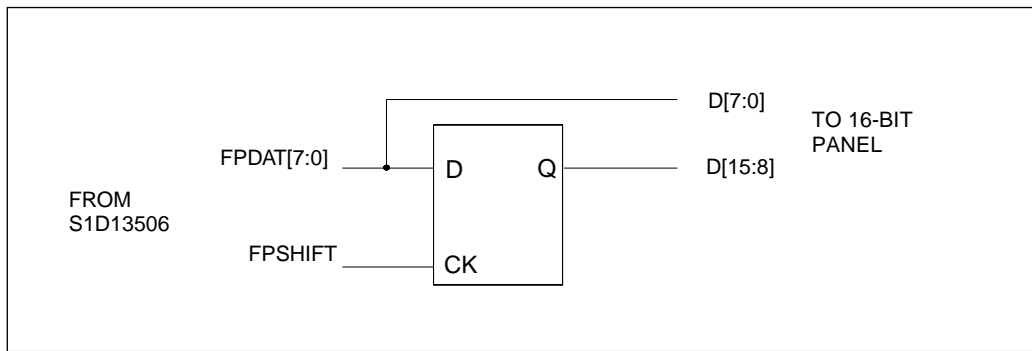 D[7:0]
TO 16-BIT
PANEL
FPDAT[7:0]
D
Q
D[15:8]
FROM
S1D13506
FPSHIFT
CK